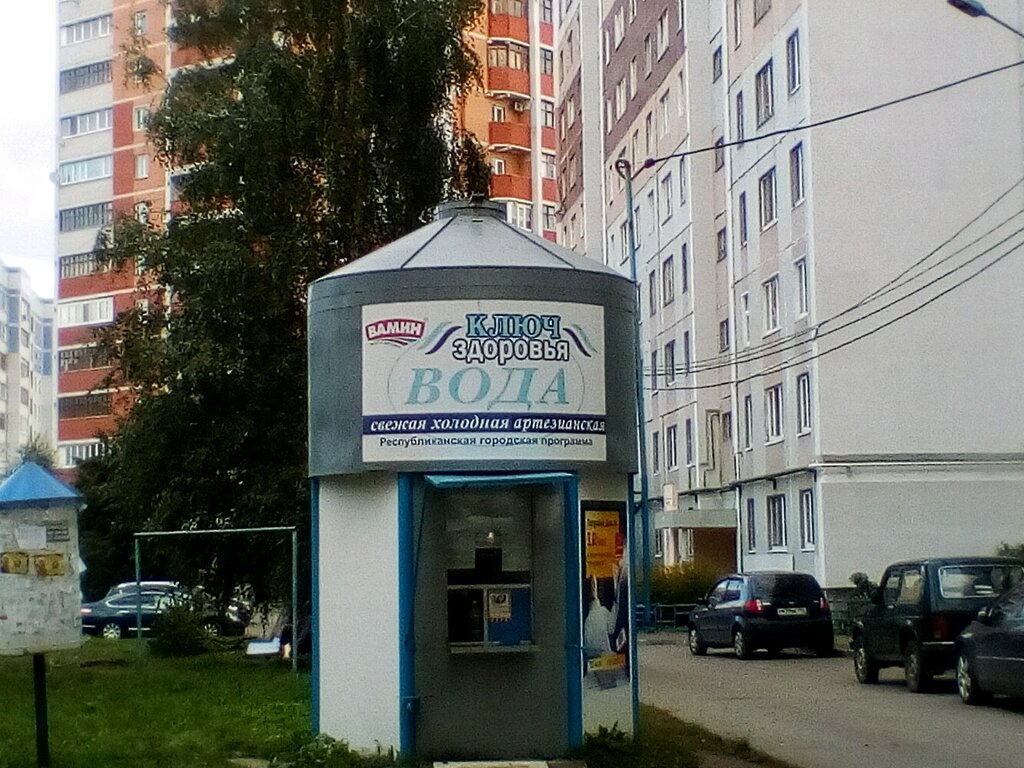 ВАМИН
КЛЮЧ
ЗДОРОВЬЯ
ВОДА
свежая холодная артезианская
Республиканская городская программа